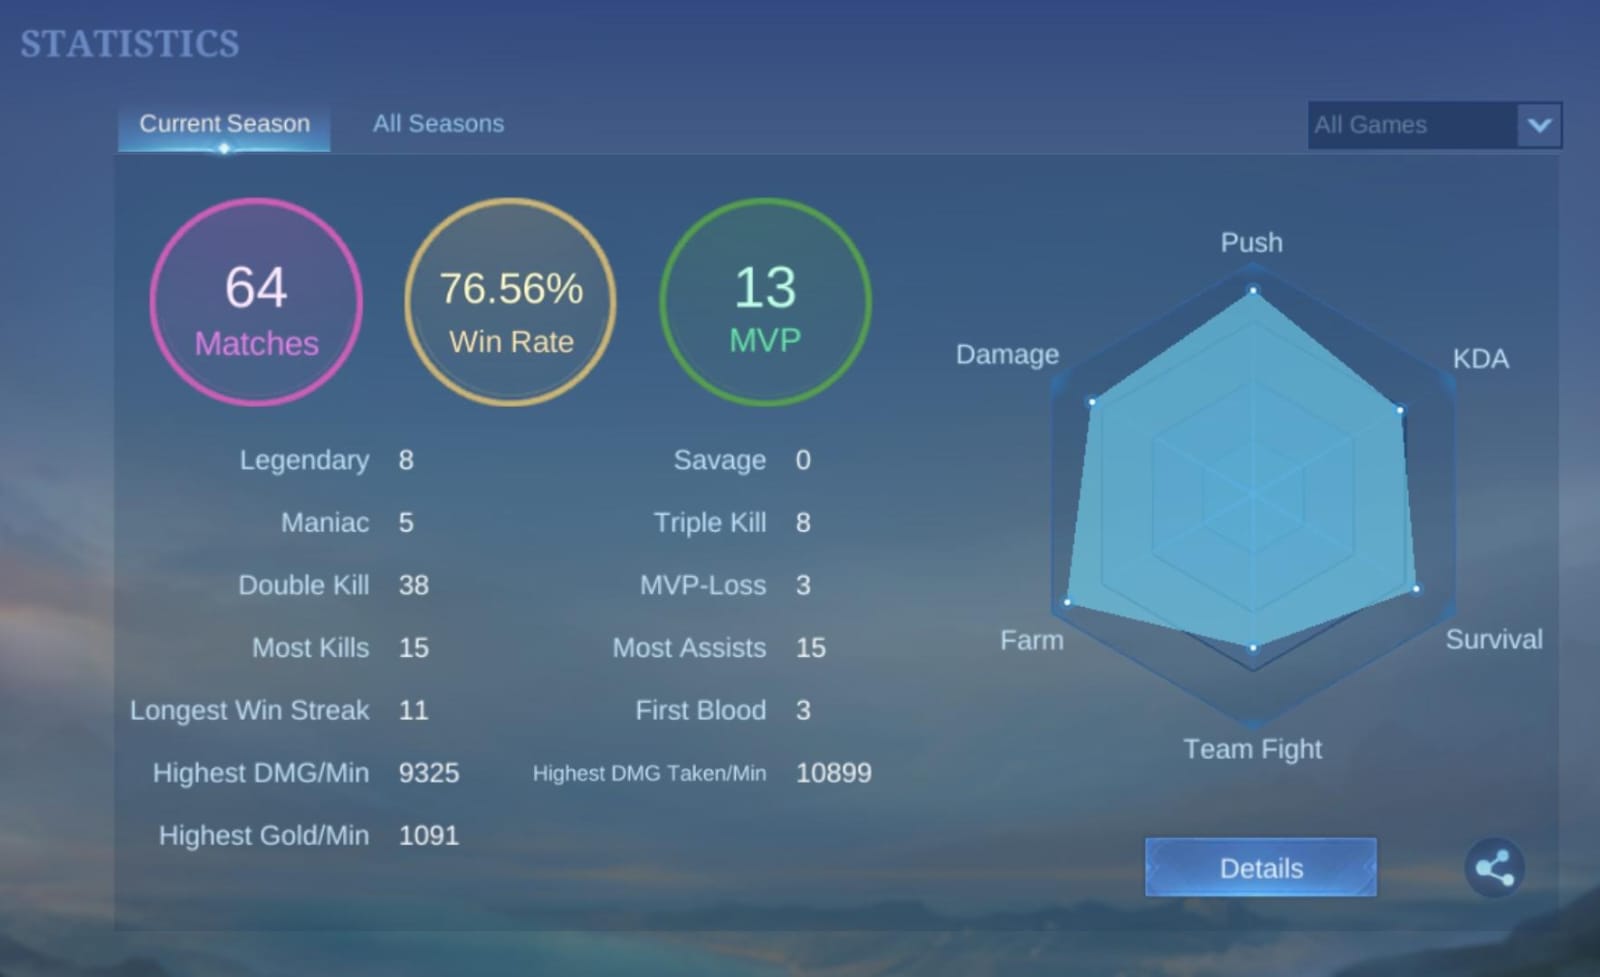 STATISTICS
Current Season
All Seasons
All Games
64
Matches
76.56%
Win Rate
13
MVP
Legendary 8
Savage 0
Maniac 5
Triple Kill 8
Double Kill 38
MVP-Loss 3
Most Kills 15
Most Assists 15
Longest Win Streak 11
First Blood 3
Highest DMG/Min 9325
Highest DMG Taken/Min 10899
Highest Gold/Min 1091
Push
Damage
KDA
Farm
Survival
Team Fight
Details